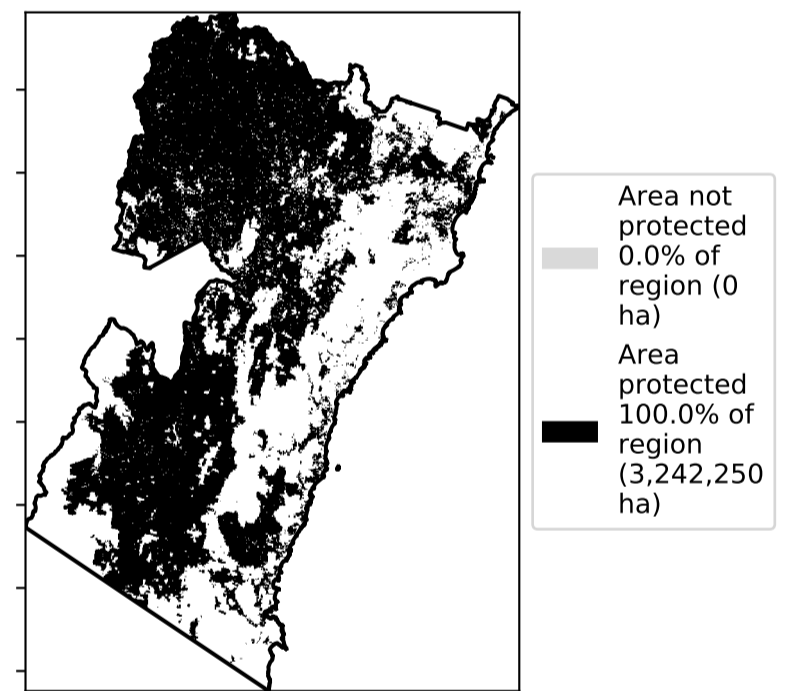 Area not
protected
0.0% of
region (0
ha)
Area
protected
100.0% of
region
(3,242,250
ha)